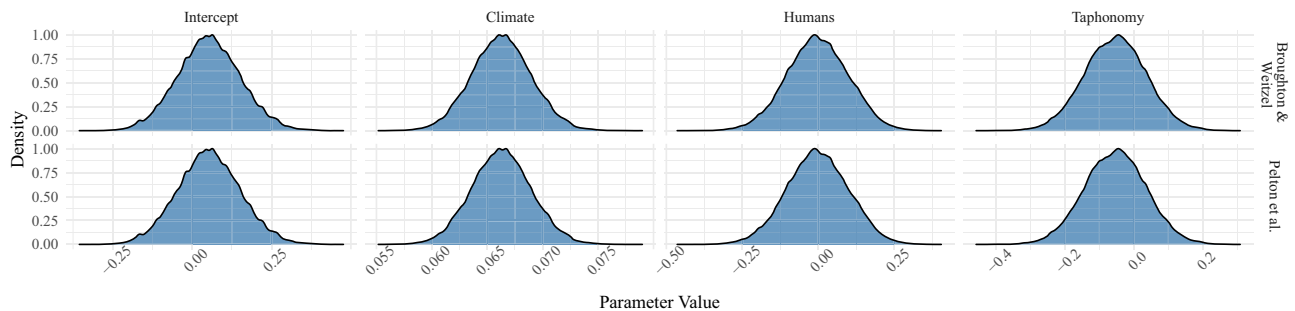 Intercept
Climate
Humans
Taphonomy
Density
1.00
0.75
0.50
0.25
0.00
Broughton &
Weitzel
1.00
0.75
0.50
0.25
0.00
Pelton et al.
−0.25
0.00
0.25
0.055
0.060
0.065
0.070
0.075
−0.50
−0.25
0.00
0.25
−0.4
−0.2
0.0
0.2
Parameter Value